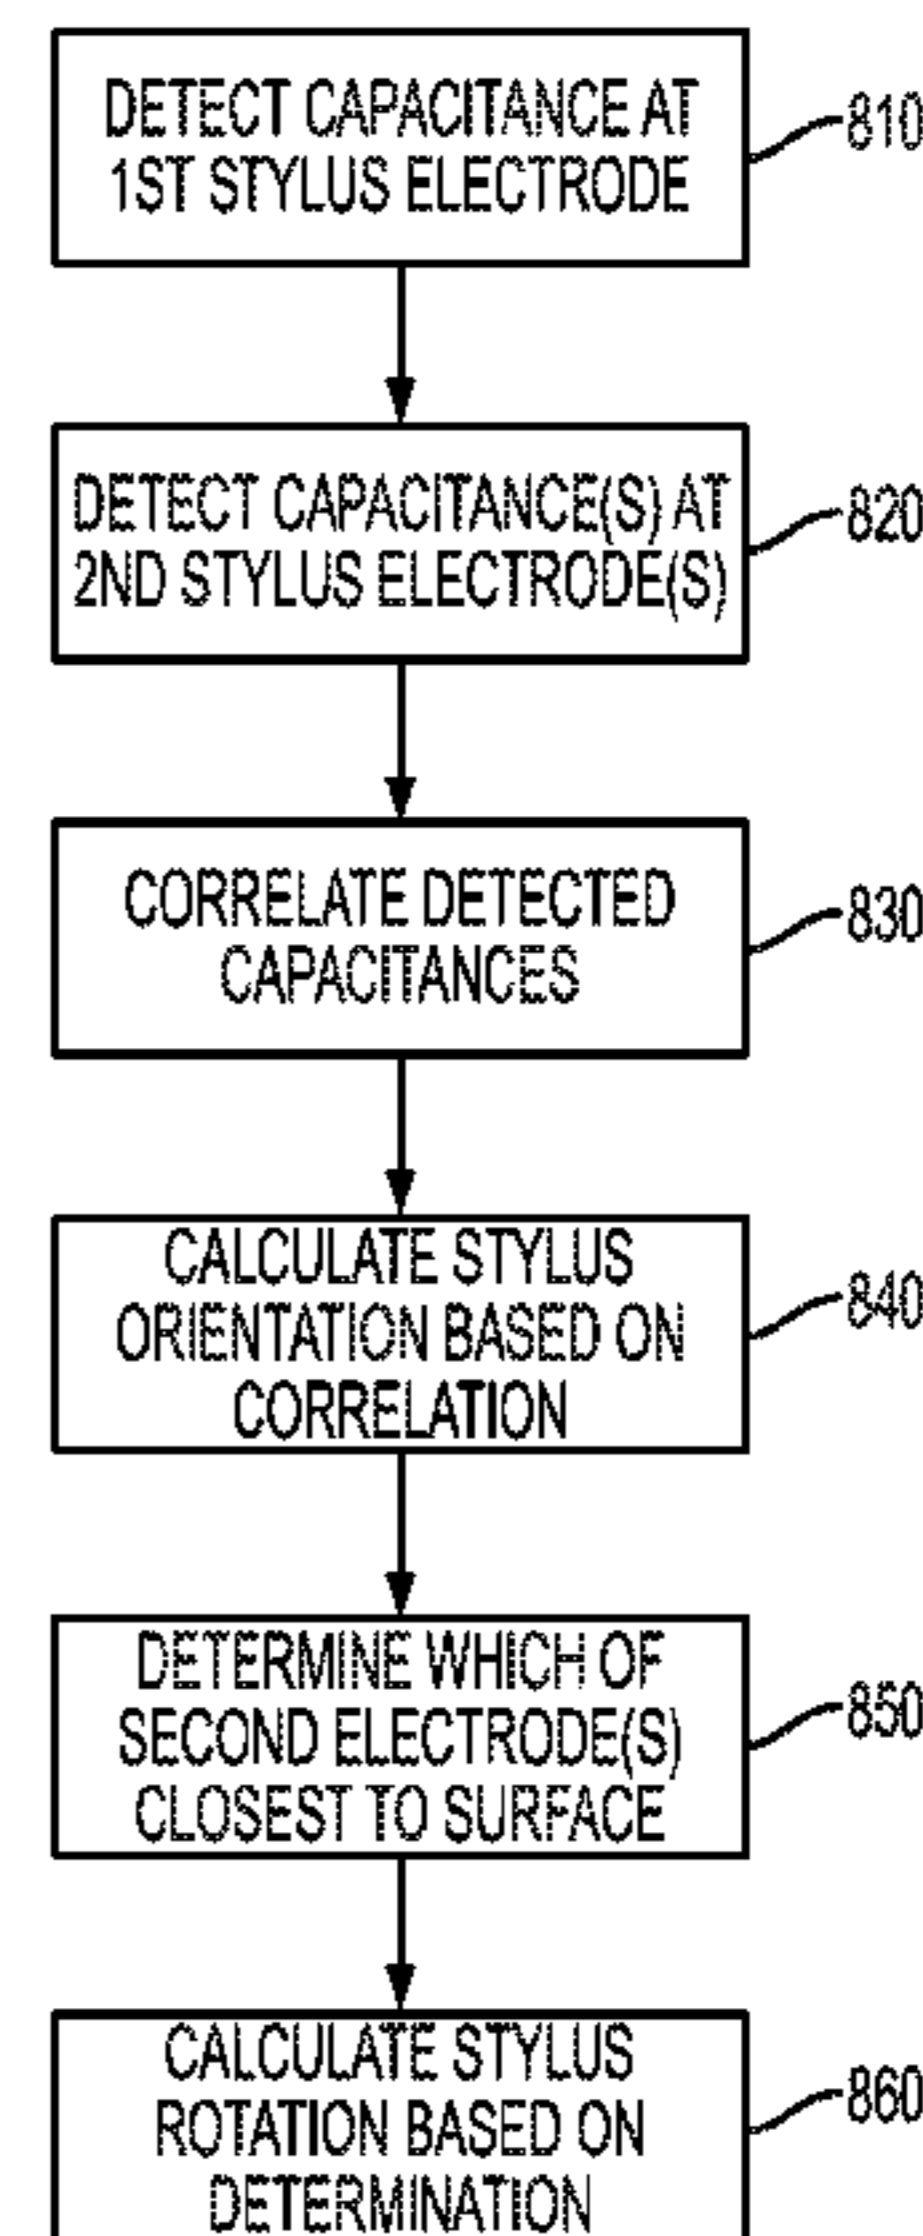 DETECT CAPACITANCE AT
1ST STYLUS ELECTRODE
810
DETECT CAPACITANCE(S) AT
2ND STYLUS ELECTRODE(S)
820
CORRELATE DETECTED
CAPACITANCES
830
CALCULATE STYLUS
ORIENTATION BASED ON
CORRELATION
840
DETERMINE WHICH OF
SECOND ELECTRODE(S)
CLOSEST TO SURFACE
850
CALCULATE STYLUS
ROTATION BASED ON
DETERMINATION
860